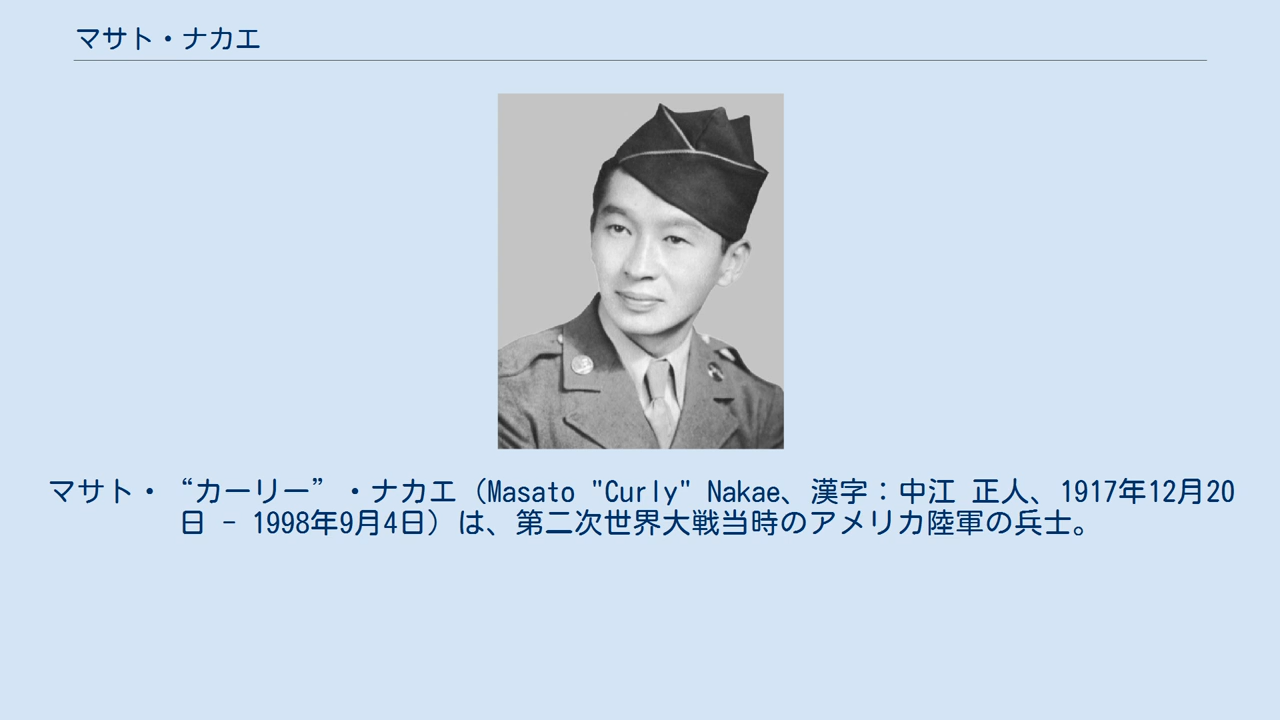 マサト・ナカエ
マサト・“カーリー”・ナカエ（Masato "Curly" Nakae、漢字：中江 正人、1917年12月20
日 - 1998年9月4日）は、第二次世界大戦当時のアメリカ陸軍の兵士。